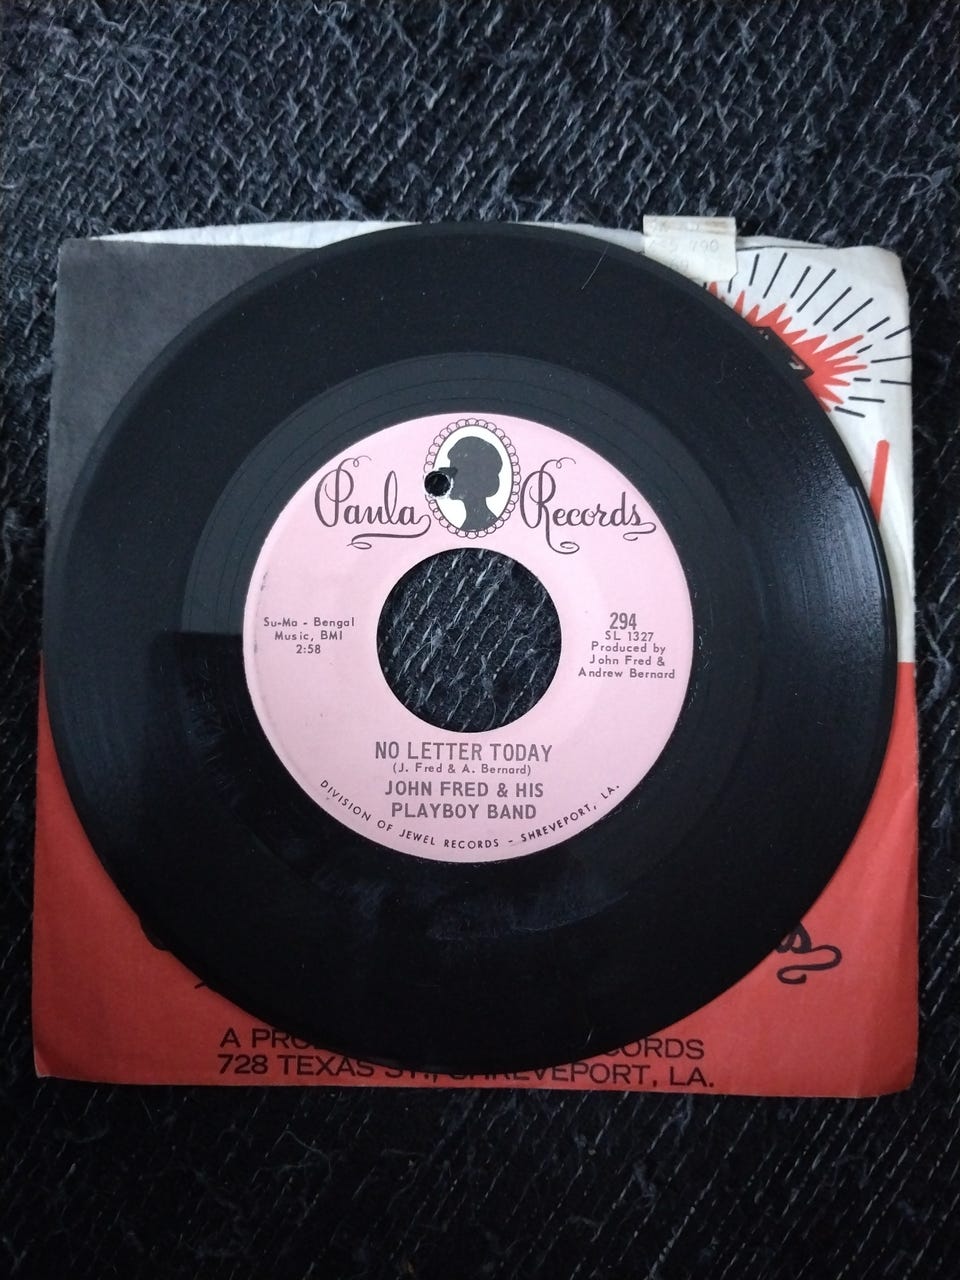 790
Paula Records
Su-Ma - Bengal
Music, BMI
2:58
294
SL 1327
Produced by
John Fred &
Andrew Bernard
NO LETTER TODAY
(J. Fred & A. Bernard)
JOHN FRED & HIS
PLAYBOY BAND
DIVISION OF JEWEL RECORDS - SHREVEPORT, LA.
A
728 TEXAS ST., SHREVEPORT, LA.